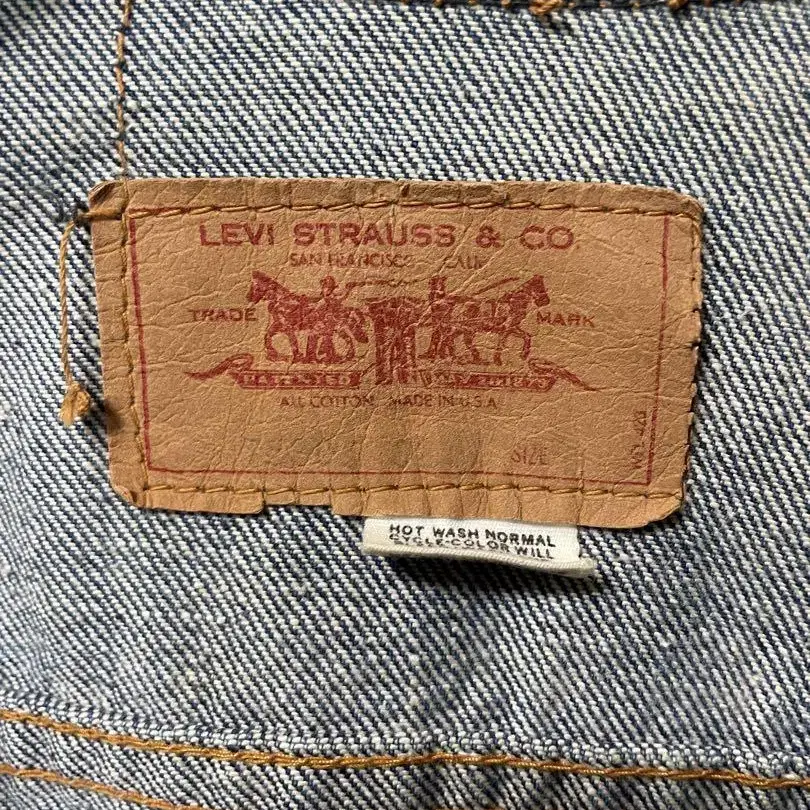 LEVI STRAUSS & CO.
SAN FRANCISCO CALIF
TRADE MARK
ALL COTTON MADE IN U.S.A
SIZE
HOT WASH NORMAL
CYCLE-COLOR WILL